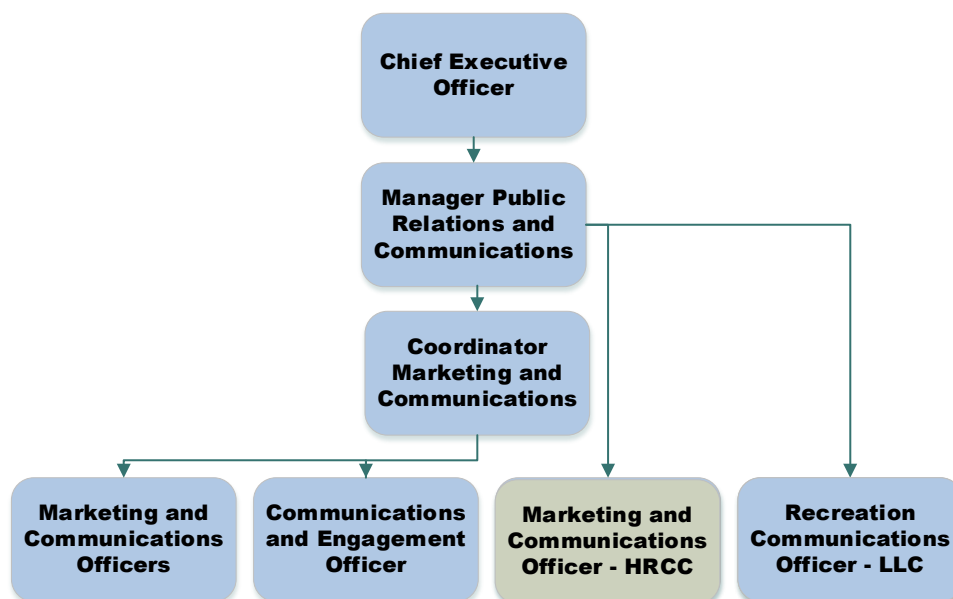 Chief Executive
Officer
Manager Public
Relations and
Communications
Coordinator
Marketing and
Communications
Marketing and
Communications
Officers
Communications
and Engagement
Officer
Marketing and
Communications
Officer - HRCC
Recreation
Communications
Officer - LLC